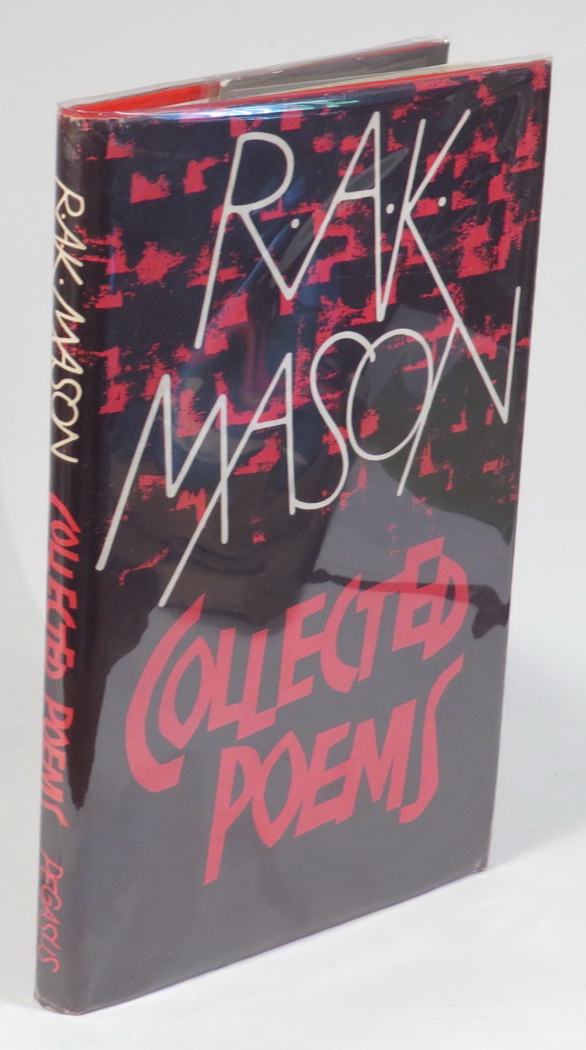 R.A.K.
MASON
COLLECTED
POEMS
R.A.K. MASON COLLECTED POEMS PEGASUS